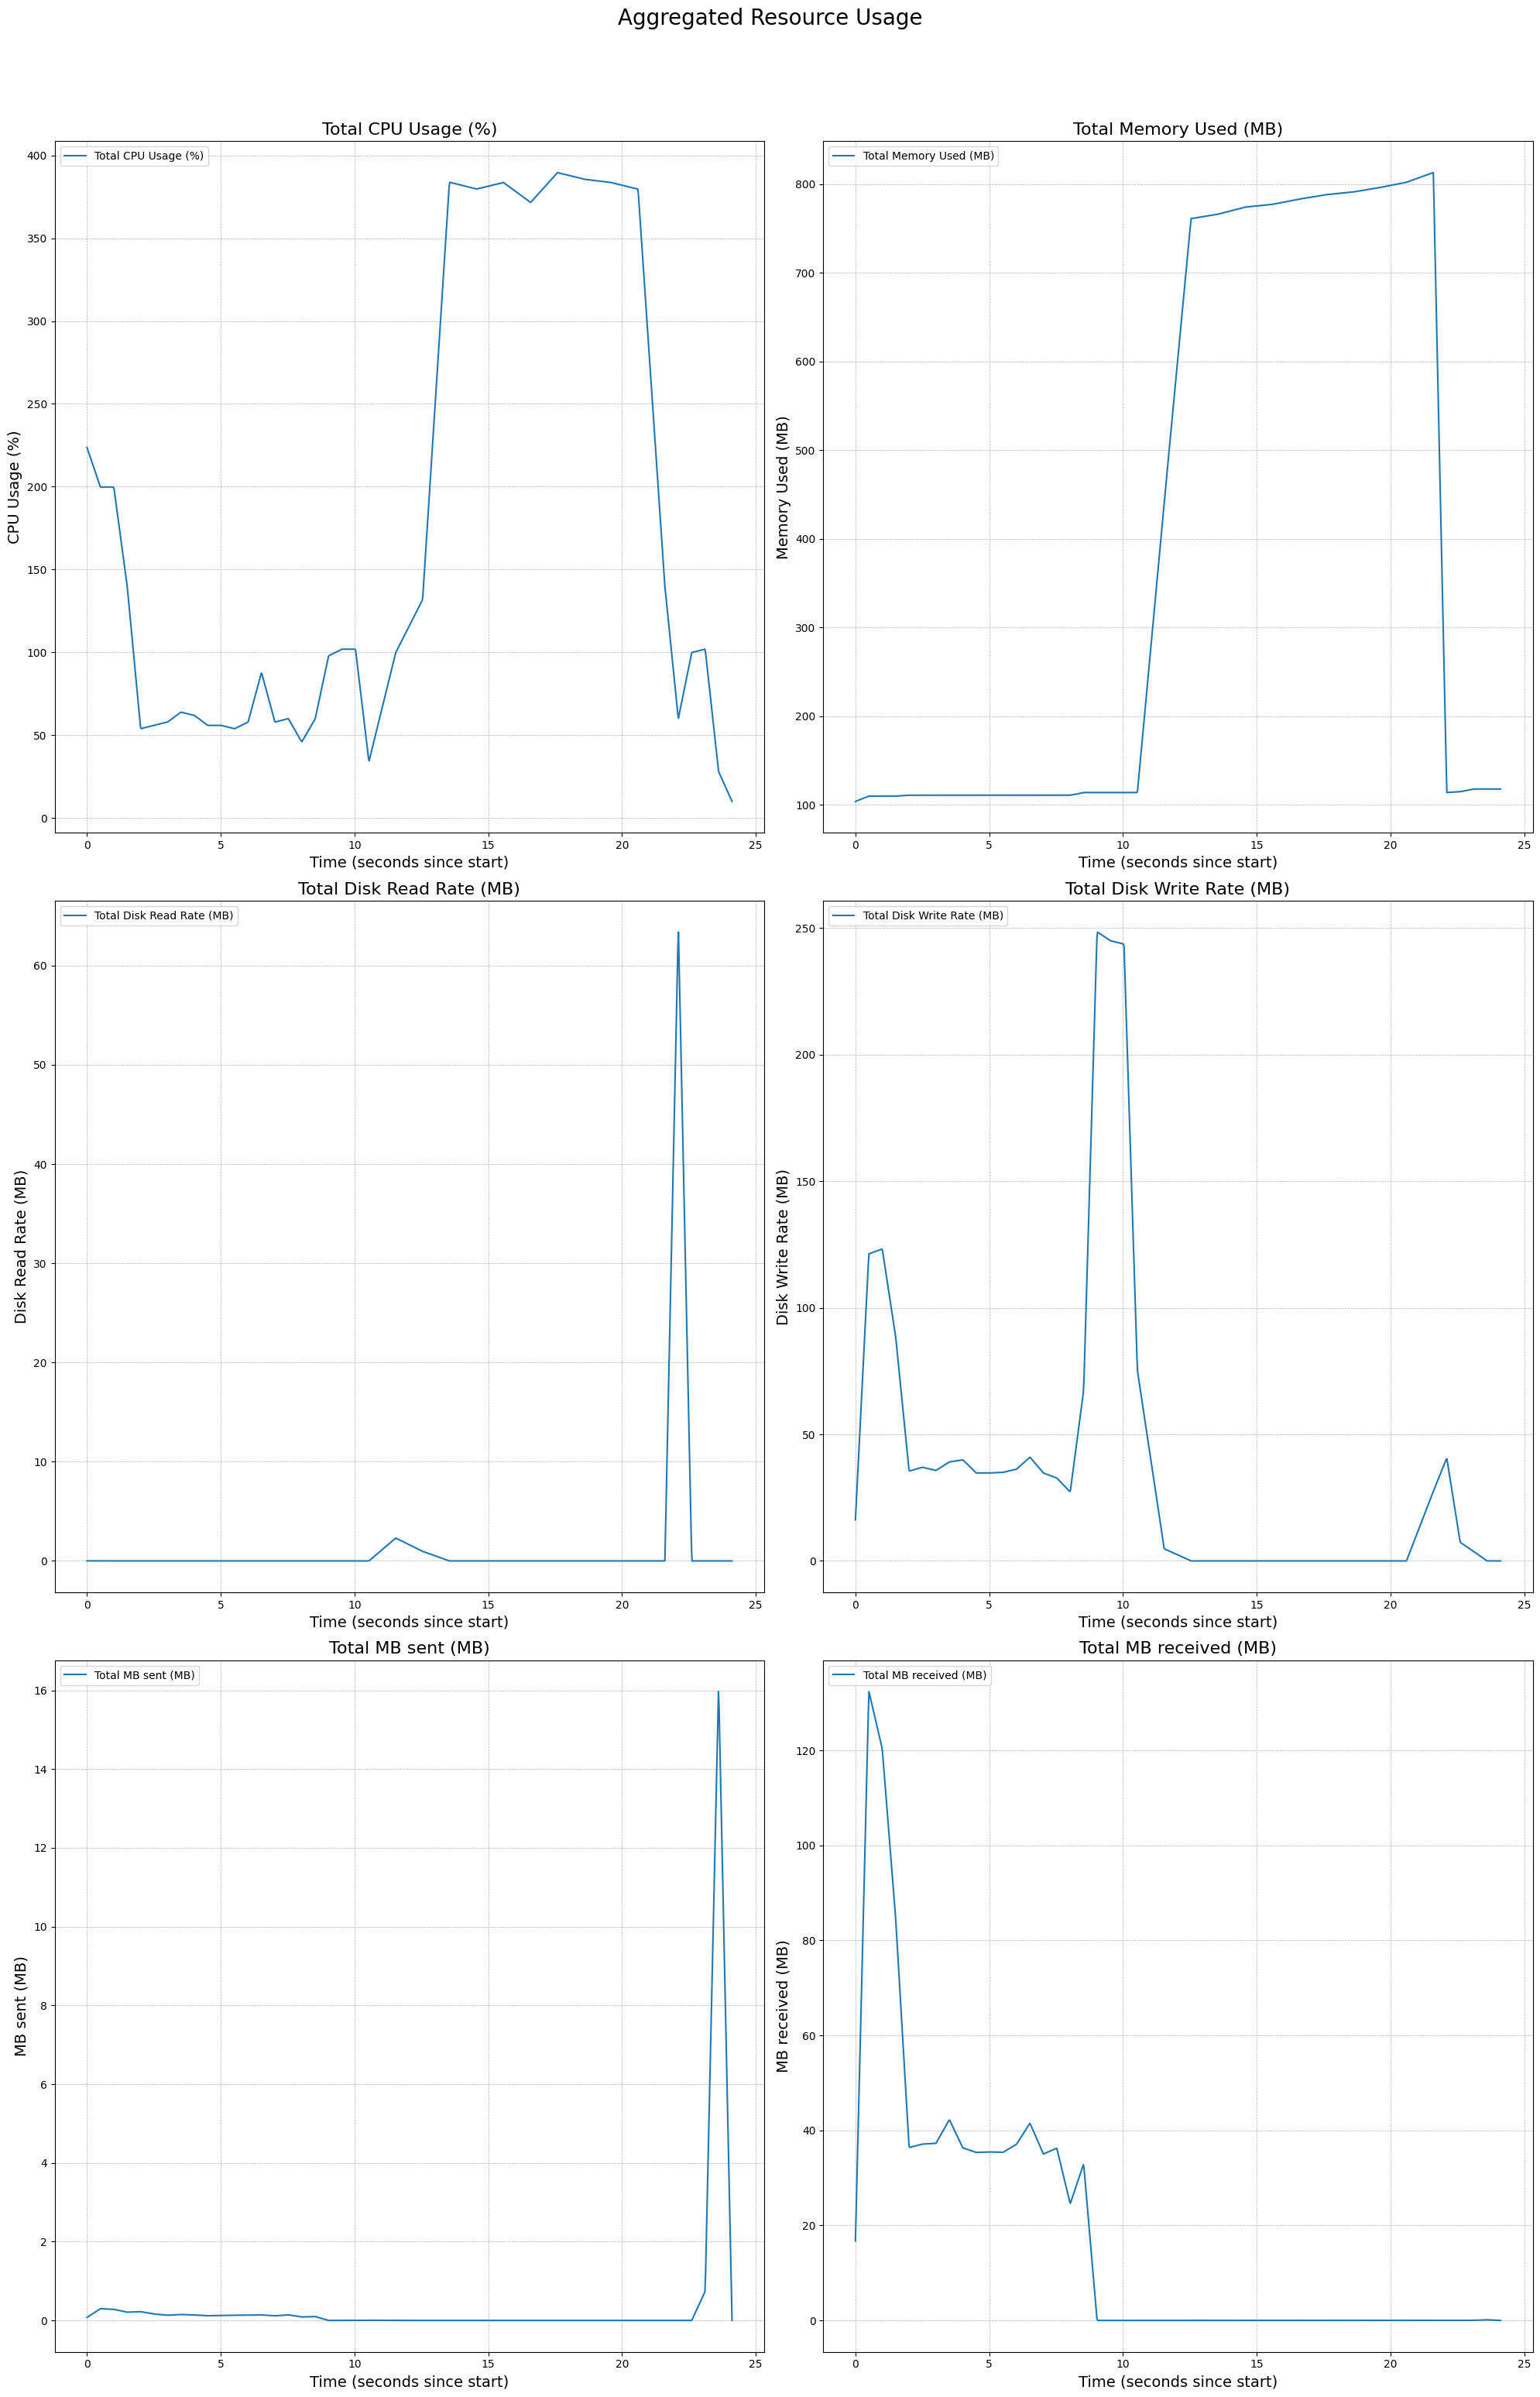 Aggregated Resource Usage
Total CPU Usage (%)
Total CPU Usage (%)
CPU Usage (%)
400
350
300
250
200
150
100
50
0
0 5 10 15 20 25
Time (seconds since start)
Total Memory Used (MB)
Total Memory Used (MB)
Memory Used (MB)
800
700
600
500
400
300
200
100
0 5 10 15 20 25
Time (seconds since start)
Total Disk Read Rate (MB)
Total Disk Read Rate (MB)
Disk Read Rate (MB)
60
50
40
30
20
10
0
0 5 10 15 20 25
Time (seconds since start)
Total Disk Write Rate (MB)
Total Disk Write Rate (MB)
Disk Write Rate (MB)
250
200
150
100
50
0
0 5 10 15 20 25
Time (seconds since start)
Total MB sent (MB)
Total MB sent (MB)
MB sent (MB)
16
14
12
10
8
6
4
2
0
0 5 10 15 20 25
Time (seconds since start)
Total MB received (MB)
Total MB received (MB)
MB received (MB)
120
100
80
60
40
20
0
0 5 10 15 20 25
Time (seconds since start)